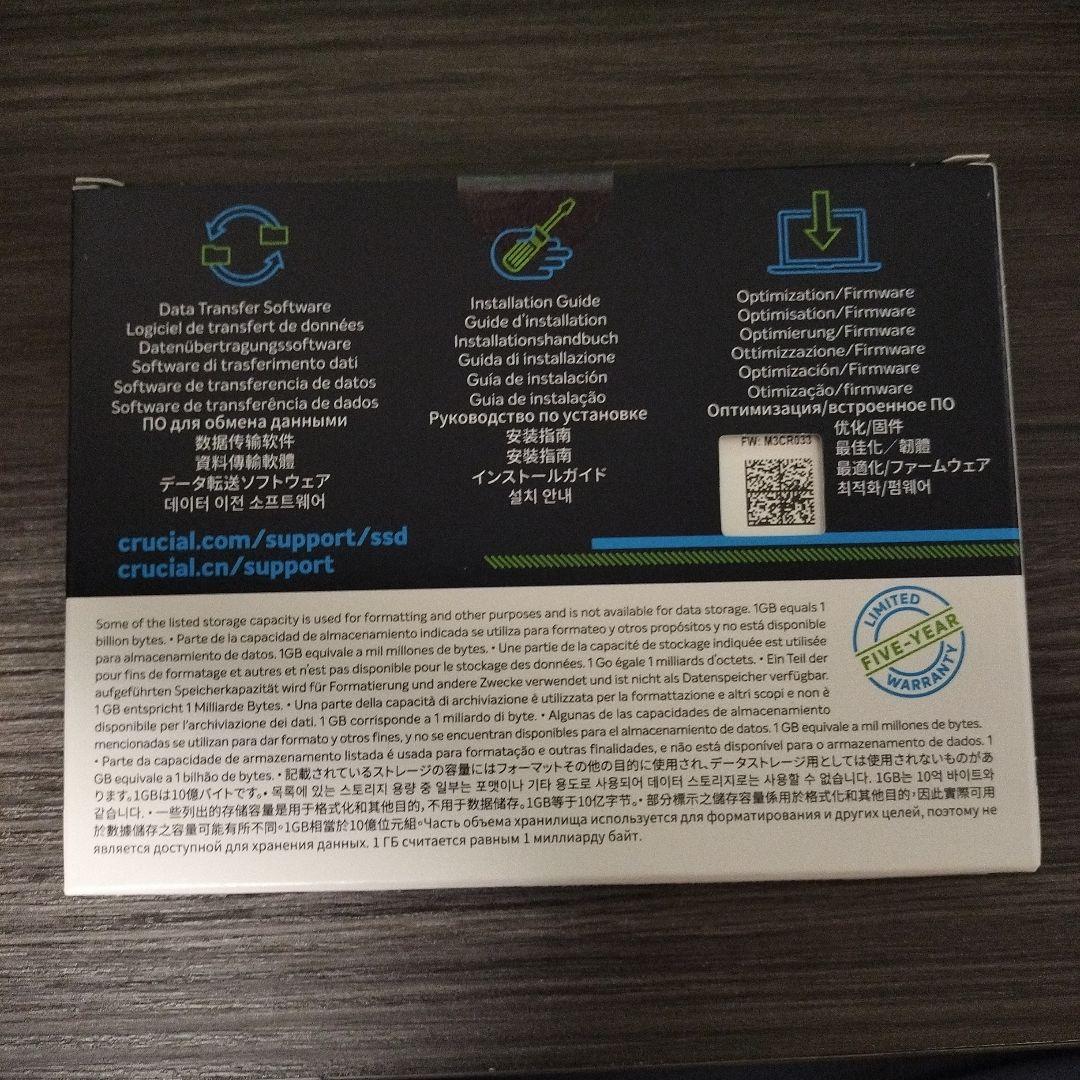 Data Transfer Software
Logiciel de transfert de données
Datenübertragungssoftware
Software di trasferimento dati
Software de transferencia de datos
Software de transferência de dados
ПО для обмена данными
数据传输软件
資料傳輸軟體
データ転送ソフトウェア
데이터 이전 소프트웨어
crucial.com/support/ssd
crucial.cn/support
Installation Guide
Guide d'installation
Installationshandbuch
Guida di installazione
Guía de instalación
Guia de instalação
Руководство по установке
安装指南
安裝指南
インストールガイド
설치 안내
Optimization/Firmware
Optimisation/Firmware
Optimierung/Firmware
Ottimizzazione/Firmware
Optimización/Firmware
Otimização/firmware
Оптимизация/встроенное ПО
优化/固件
最佳化／韌體
最適化/ファームウェア
최적화/펌웨어
FW: M3CR033
Some of the listed storage capacity is used for formatting and other purposes and is not available for data storage. 1GB equals 1
billion bytes. • Parte de la capacidad de almacenamiento indicada se utiliza para formateo y otros propósitos y no está disponible
para almacenamiento de datos. 1GB equivale a mil millones de bytes. • Une partie de la capacité de stockage indiquée est utilisée
pour fins de formatage et autres et n'est pas disponible pour le stockage des données. 1 Go égale 1 milliards d'octets. • Ein Teil der
aufgeführten Speicherkapazität wird für Formatierung und andere Zwecke verwendet und ist nicht als Datenspeicher verfügbar.
1 GB entspricht 1 Milliarde Bytes. • Una parte della capacità di archiviazione è utilizzata per la formattazione e altri scopi e non è
disponibile per l'archiviazione dei dati. 1 GB corrisponde a 1 miliardo di byte. • Algunas de las capacidades de almacenamiento
mencionadas se utilizan para dar formato y otros fines, y no se encuentran disponibles para el almacenamiento de datos. 1 GB equivale a mil millones de bytes.
• Parte da capacidade de armazenamento listada é usada para formatação e outras finalidades, e não está disponível para o armazenamento de dados. 1
GB equivale a 1 bilhão de bytes. • 記載されているストレージの容量にはフォーマットその他の目的に使用され、データストレージ用としては使用されないものがあ
ります。1GBは10億バイトです。• 목록에 있는 스토리지 용량 중 일부는 포맷이나 기타 용도로 사용되어 데이터 스토리지로는 사용할 수 없습니다. 1GB는 10억 바이트와
같습니다. • 一些列出的存储容量是用于格式化和其他目的，不用于数据储存。1GB等于10亿字节。• 部分標示之儲存容量係用於格式化和其他目的，因此實際可用
於數據儲存之容量可能有所不同。1GB相當於10億位元組。•Часть объема хранилища используется для форматирования и других целей, поэтому не
является доступной для хранения данных. 1 ГБ считается равным 1 миллиарду байт.
LIMITED
FIVE-YEAR
WARRANTY